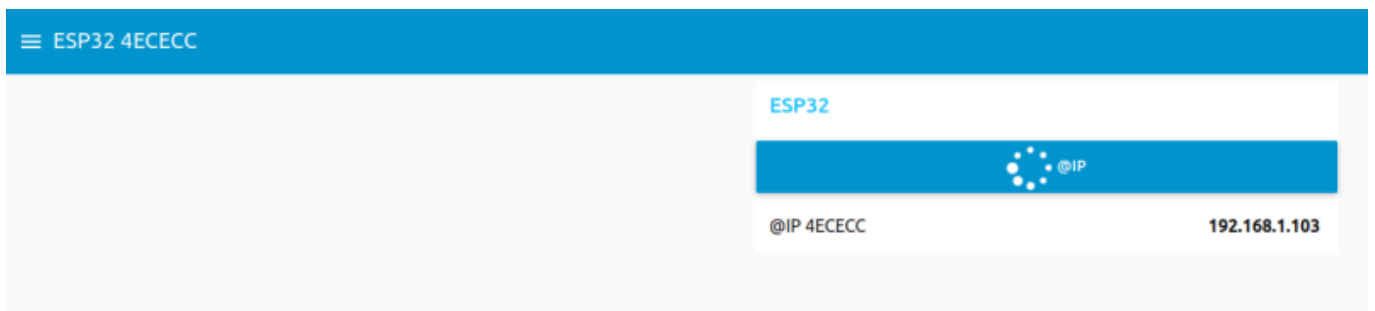 ESP32 4ECECC
ESP32
@IP
@IP 4ECECC 192.168.1.103